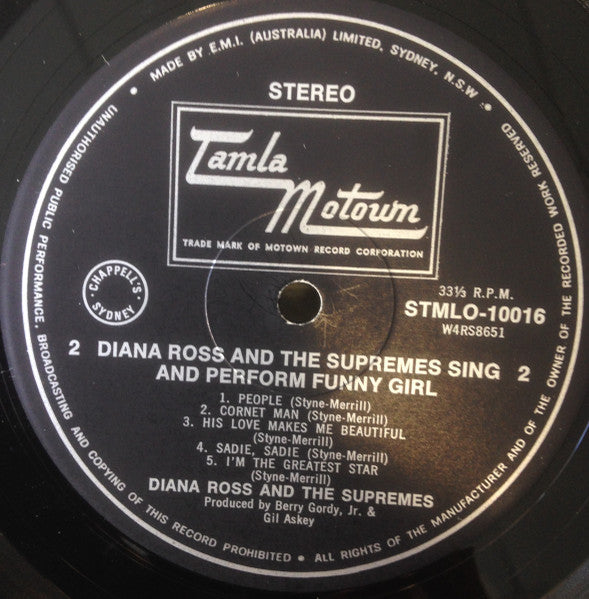 • MADE BY E.M.I. (AUSTRALIA) LIMITED, SYDNEY, N.S.W. •
UNAUTHORISED PUBLIC PERFORMANCE, BROADCASTING AND COPYING OF THIS RECORD PROHIBITED • ALL RIGHTS OF THE MANUFACTURER AND OF THE OWNER OF THE RECORDED WORK RESERVED
STEREO
Tamla
Motown
TRADE MARK OF MOTOWN RECORD CORPORATION
• CHAPPELL'S •
SYDNEY
33⅓ R.P.M.
STMLO-10016
W4RS8651
2 DIANA ROSS AND THE SUPREMES SING 2
AND PERFORM FUNNY GIRL
1. PEOPLE (Styne-Merrill)
2. CORNET MAN (Styne-Merrill)
3. HIS LOVE MAKES ME BEAUTIFUL
(Styne-Merrill)
4. SADIE, SADIE (Styne-Merrill)
5. I'M THE GREATEST STAR
(Styne-Merrill)
DIANA ROSS AND THE SUPREMES
Produced by Berry Gordy, Jr. &
Gil Askey